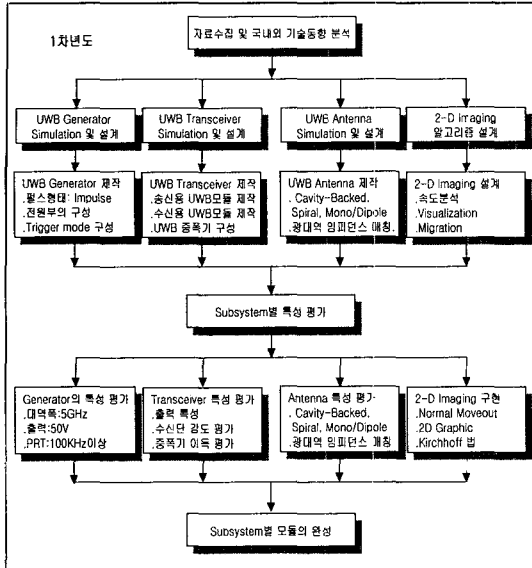 1차년도
자료수집 및 국내외 기술동향 분석
UWB Generator
Simulation 및 설계
UWB Transceiver
Simulation 및 설계
UWB Antenna
Simulation 및 설계
2-D imaging
알고리즘 설계
UWB Generator 제작
.펄스형태: Impulse
.전원부의 구성
.Trigger mode 구성
UWB Transceiver 제작
.송신용 UWB모듈 제작
.수신용 UWB모듈 제작
.UWB 증폭기 구성
UWB Antenna 제작
. Cavity-Backed,
Spiral, Mono/Dipole
.광대역 임피던스 매칭.
2-D Imaging 설계
.속도분석
.Visualization
.Migration
Subsystem별 특성 평가
Generator의 특성 평가
.대역폭:5GHz
.출력:50V
.PRT:100KHz이상
Transceiver 특성 평가
.출력 특성
.수신단 감도 평가
.증폭기 이득 평가
Antenna 특성 평가
. Cavity-Backed,
Spiral, Mono/Dipole
.광대역 임피던스 매칭
2-D Imaging 구현
.Normal Moveout
.2D Graphic
.Kirchhoff 법
Subsystem별 모듈의 완성